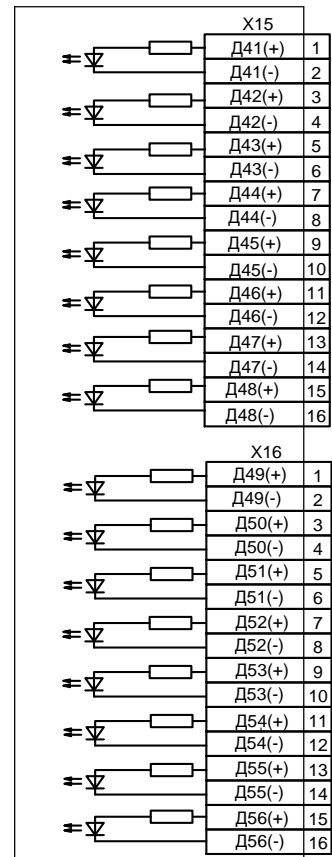 X15
Д41(+) 1
Д41(-) 2
Д42(+) 3
Д42(-) 4
Д43(+) 5
Д43(-) 6
Д44(+) 7
Д44(-) 8
Д45(+) 9
Д45(-) 10
Д46(+) 11
Д46(-) 12
Д47(+) 13
Д47(-) 14
Д48(+) 15
Д48(-) 16
X16
Д49(+) 1
Д49(-) 2
Д50(+) 3
Д50(-) 4
Д51(+) 5
Д51(-) 6
Д52(+) 7
Д52(-) 8
Д53(+) 9
Д53(-) 10
Д54(+) 11
Д54(-) 12
Д55(+) 13
Д55(-) 14
Д56(+) 15
Д56(-) 16